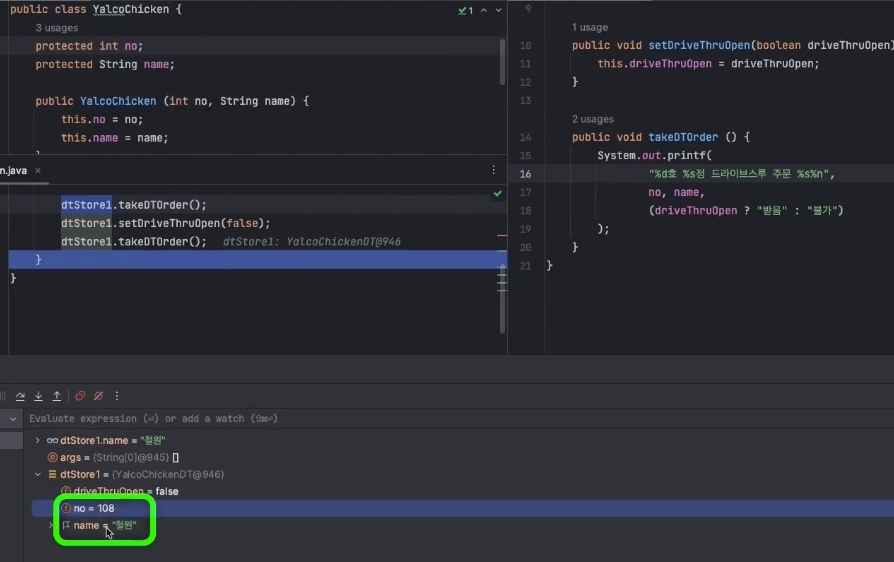 public class YalcoChicken {
1
3 usages
protected int no;
protected String name;
public YalcoChicken (int no, String name) {
this.no = no;
this.name = name;
}
n.java
dtStore1.takeDTOrder();
dtStore1.setDriveThruOpen(false);
dtStore1.takeDTOrder(); dtStore1: YalcoChickenDT@946
}
}
9
1 usage
10 public void setDriveThruOpen(boolean driveThruOpen)
11 this.driveThruOpen = driveThruOpen;
12 }
13
2 usages
14 public void takeDTOrder () {
15 System.out.printf(
16 "%d호 %s점 드라이브스루 주문 %s%n",
17 no, name,
18 (driveThruOpen ? "받음" : "불가")
19 );
20 }
21 }
Evaluate expression (⏎) or add a watch (⇧⌘⏎)
dtStore1.name = "철원"
args = {String[0]@945} []
dtStore1 = {YalcoChickenDT@946}
driveThruOpen = false
no = 108
name = "철원"